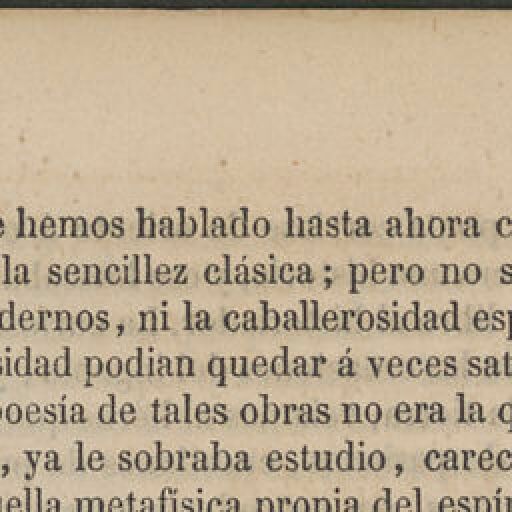 hemos hablado hasta ahora
la sencillez clásica; pero no
dernos, ni la caballerosidad esp
sidad podian quedar á veces sat
poesía de tales obras no era la q
, ya le sobraba estudio, carec
uella metafísica propia del espír